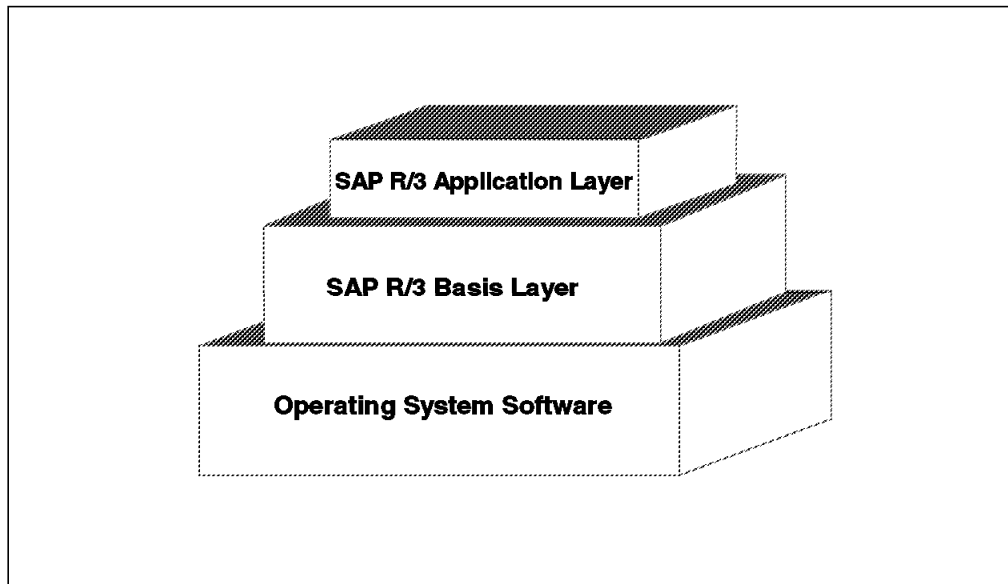 SAP R/3 Application Layer
SAP R/3 Basis Layer
Operating System Software